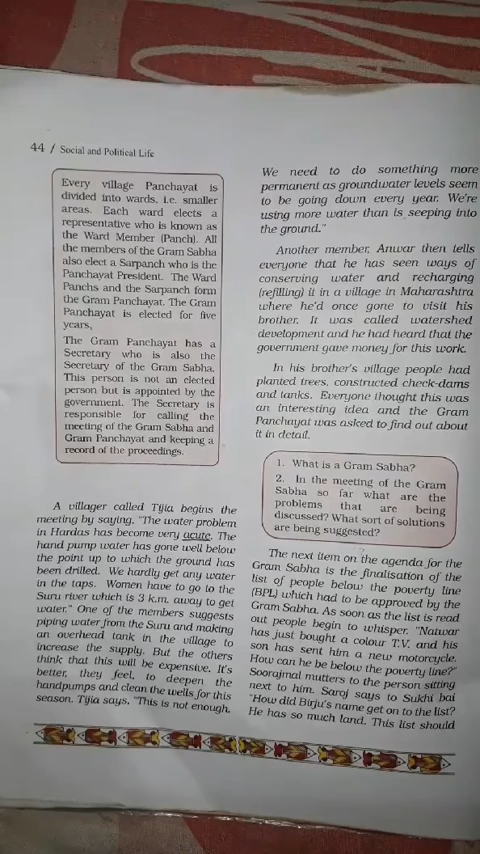 44 / Social and Political Life
Every village Panchayat is
divided into wards, i.e. smaller
areas. Each ward elects a
representative who is known as
the Ward Member (Panch). All
the members of the Gram Sabha
also elect a Sarpanch who is the
Panchayat President. The Ward
Panchs and the Sarpanch form
the Gram Panchayat. The Gram
Panchayat is elected for five
years,
The Gram Panchayat has a
Secretary who is also the
Secretary of the Gram Sabha.
This person is not an elected
person but is appointed by the
government. The Secretary is
responsible for calling the
meeting of the Gram Sabha and
Gram Panchayat and keeping a
record of the proceedings.
A villager called Tijia begins the
meeting by saying, "The water problem
in Hardas has become very acute. The
hand pump water has gone well below
the point up to which the ground has
been drilled. We hardly get any water
in the taps. Women have to go to the
Suru river which is 3 k.m. away to get
water." One of the members suggests
piping water from the Suru and making
an overhead tank in the village to
increase the supply. But the others
think that this will be expensive. It's
better, they feel, to deepen the
handpumps and clean the wells for this
season. Tijia says, "This is not enough.
We need to do something more
permanent as groundwater levels seem
to be going down every year. We're
using more water than is seeping into
the ground."
Another member, Anwar then tells
everyone that he has seen ways of
conserving water and recharging
(refilling) it in a village in Maharashtra
where he'd once gone to visit his
brother. It was called watershed
development and he had heard that the
government gave money for this work.
In his brother's village people had
planted trees, constructed check-dams
and tanks. Everyone thought this was
an interesting idea and the Gram
Panchayat was asked to find out about
it in detail.
1. What is a Gram Sabha?
2. In the meeting of the Gram
Sabha so far what are the
problems that are being
discussed? What sort of solutions
are being suggested?
The next item on the agenda for the
Gram Sabha is the finalisation of the
list of people below the poverty line
(BPL) which had to be approved by the
Gram Sabha. As soon as the list is read
out people begin to whisper. "Natwar
has just bought a colour T.V. and his
son has sent him a new motorcycle.
How can he be below the poverty line?"
Soorajmal mutters to the person sitting
next to him. Saroj says to Sukhi bai
"How did Birju's name get on to the list?
He has so much land. This list should